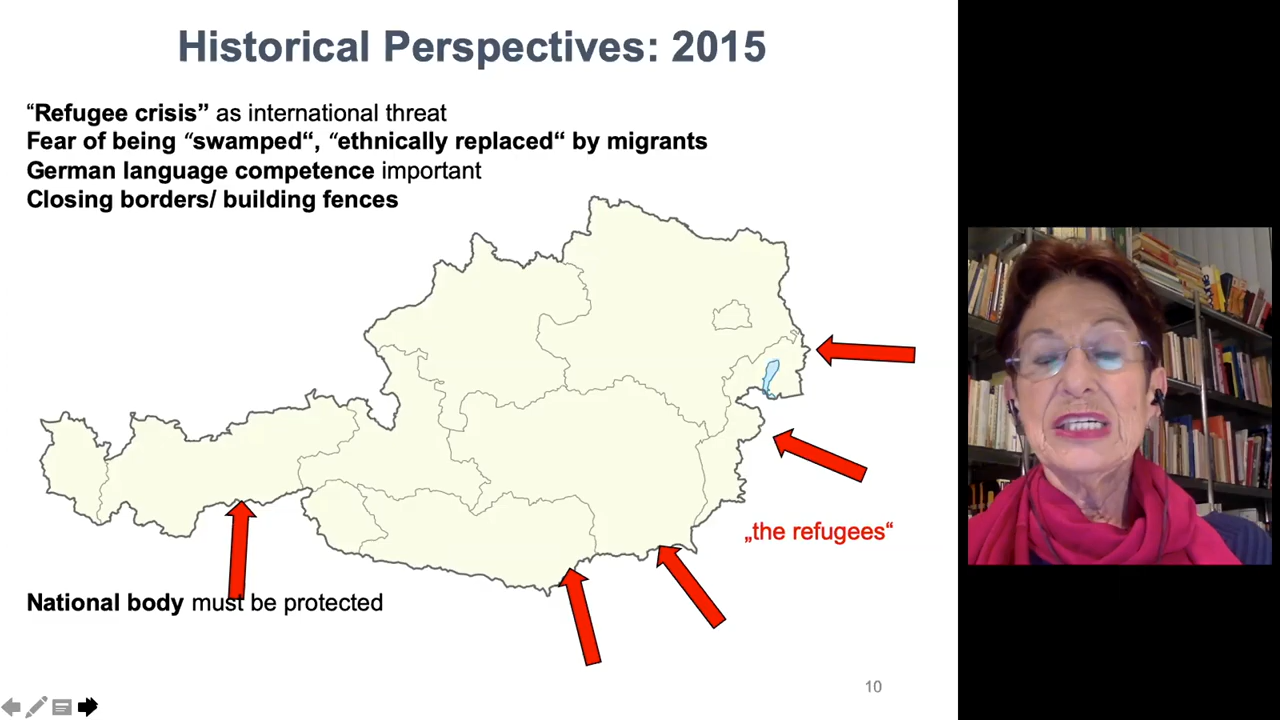 Historical Perspectives: 2015
“Refugee crisis” as international threat
Fear of being “swamped“, “ethnically replaced“ by migrants
German language competence important
Closing borders/ building fences
„the refugees“
National body must be protected
10